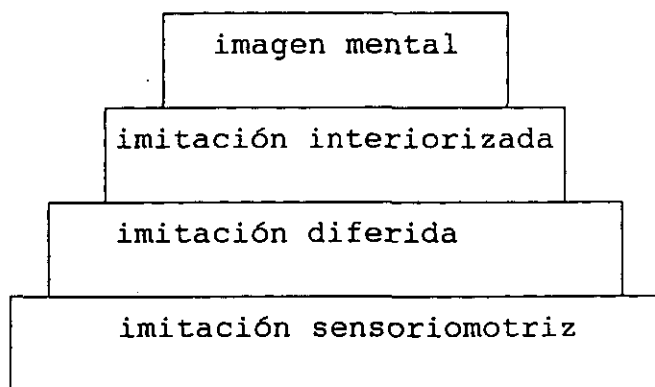 imagen mental
imitación interiorizada
imitación diferida
imitación sensoriomotriz